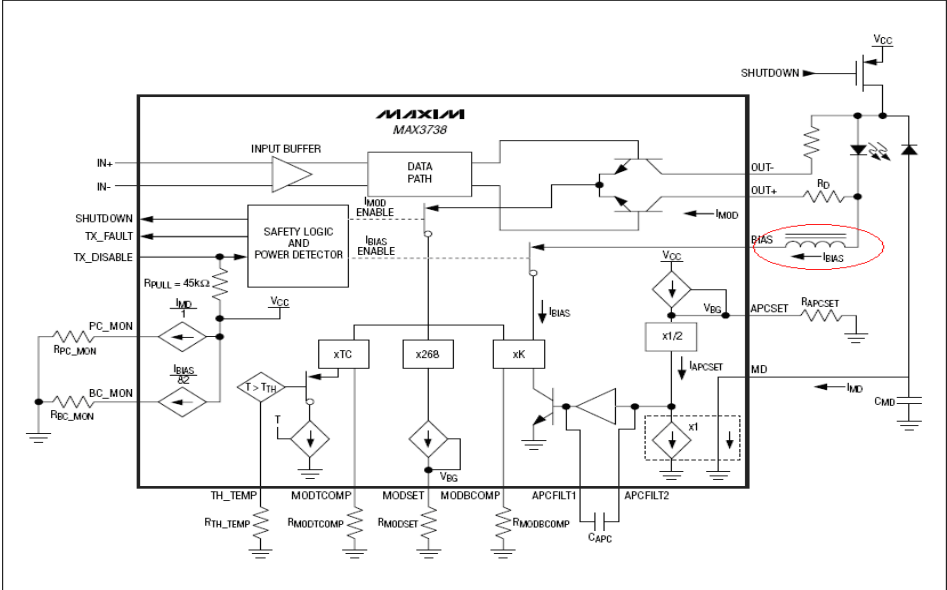 VCC
SHUTDOWN
MAXIM
MAX3738
INPUT BUFFER
IN+
IN-
DATA
PATH
OUT-
OUT+
RD
IMOD
ENABLE
IMOD
SHUTDOWN
TX_FAULT
TX_DISABLE
SAFETY LOGIC
AND
POWER DETECTOR
IBIAS
ENABLE
BIAS
IBIAS
RPULL = 45kΩ
VCC
VCC
IBIAS
VBG
APCSET
RAPCSET
IMD
1
PC_MON
RPC_MON
xTC
x268
xK
x1/2
IAPCSET
MD
IMD
CMD
IBIAS
82
BC_MON
RBC_MON
T > TTH
T
x1
VBG
TH_TEMP
MODTCOMP
MODSET
MODBCOMP
APCFILT1
APCFILT2
RTH_TEMP
RMODTCOMP
RMODSET
RMODBCOMP
CAPC